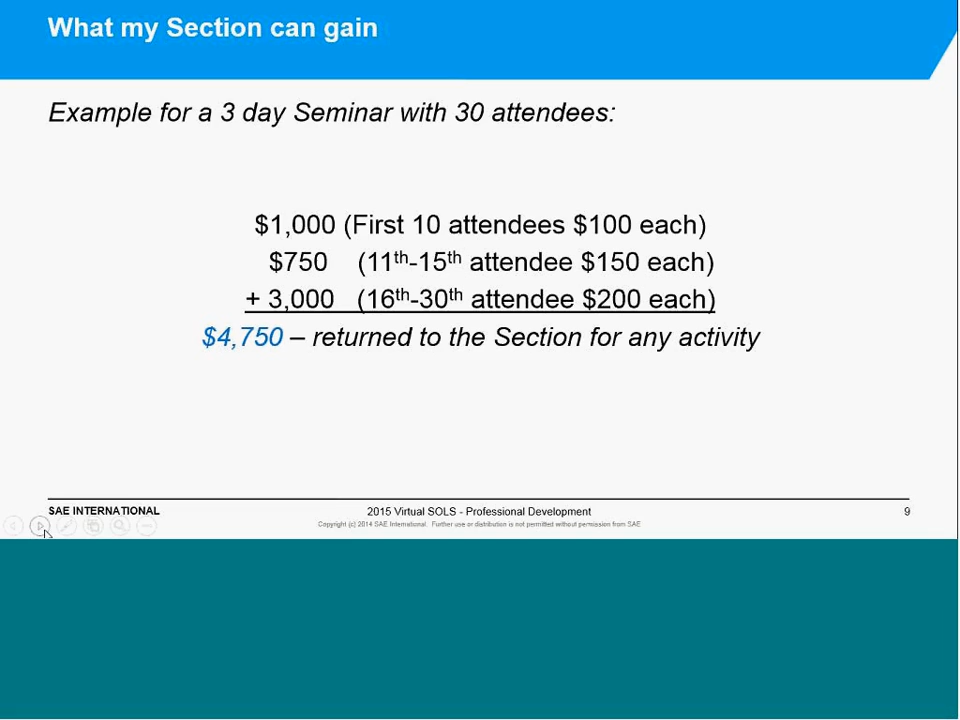 What my Section can gain
Example for a 3 day Seminar with 30 attendees:
$1,000 (First 10 attendees $100 each)
$750 (11th-15th attendee $150 each)
+ 3,000 (16th-30th attendee $200 each)
$4,750 – returned to the Section for any activity
SAE INTERNATIONAL
2015 Virtual SOLS - Professional Development
9
Copyright (c) 2014 SAE International. Further use or distribution is not permitted without permission from SAE